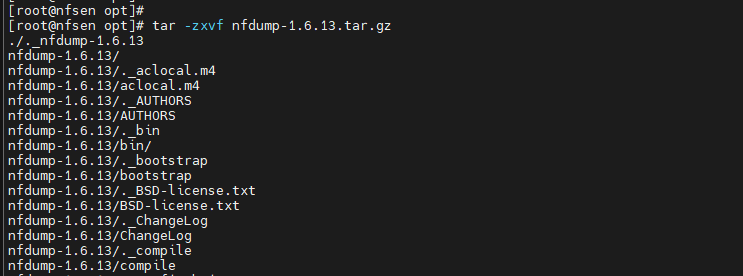 [root@nfsen opt]#
[root@nfsen opt]# tar -zxvf nfdump-1.6.13.tar.gz
./._nfdump-1.6.13
nfdump-1.6.13/
nfdump-1.6.13/._aclocal.m4
nfdump-1.6.13/aclocal.m4
nfdump-1.6.13/._AUTHORS
nfdump-1.6.13/AUTHORS
nfdump-1.6.13/._bin
nfdump-1.6.13/bin/
nfdump-1.6.13/._bootstrap
nfdump-1.6.13/bootstrap
nfdump-1.6.13/._BSD-license.txt
nfdump-1.6.13/BSD-license.txt
nfdump-1.6.13/._ChangeLog
nfdump-1.6.13/ChangeLog
nfdump-1.6.13/._compile
nfdump-1.6.13/compile